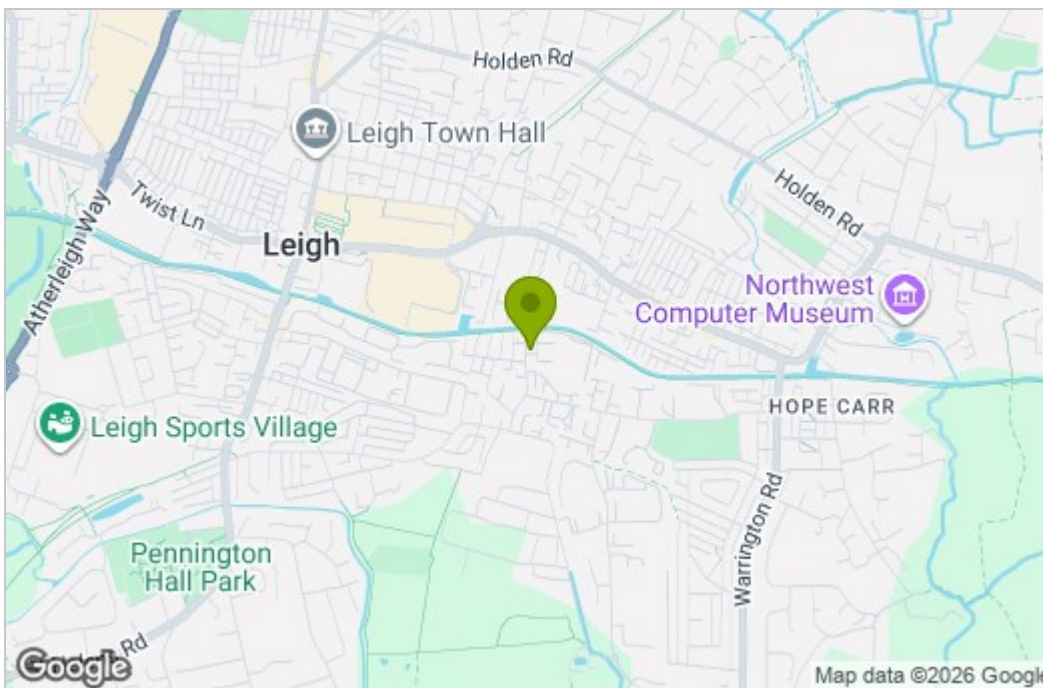 Holden Rd
Leigh Town Hall
Holden Rd
Twist Ln
Leigh
Atherleigh Way
Northwest
Computer Museum
HOPE CARR
Leigh Sports Village
Warrington Rd
Pennington
Hall Park
Rd
Google
Map data ©2026 Google